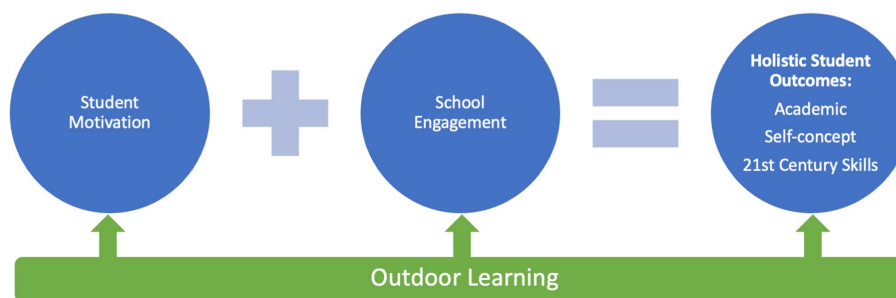 Student
Motivation
School
Engagement
Holistic Student
Outcomes:
Academic
Self-concept
21st Century Skills
Outdoor Learning